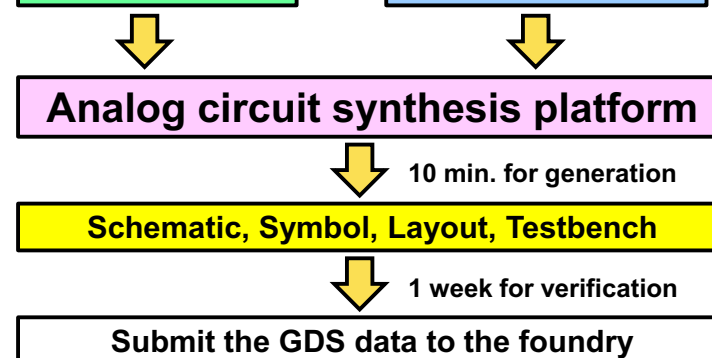 Analog circuit synthesis platform
10 min. for generation
Schematic, Symbol, Layout, Testbench
1 week for verification
Submit the GDS data to the foundry